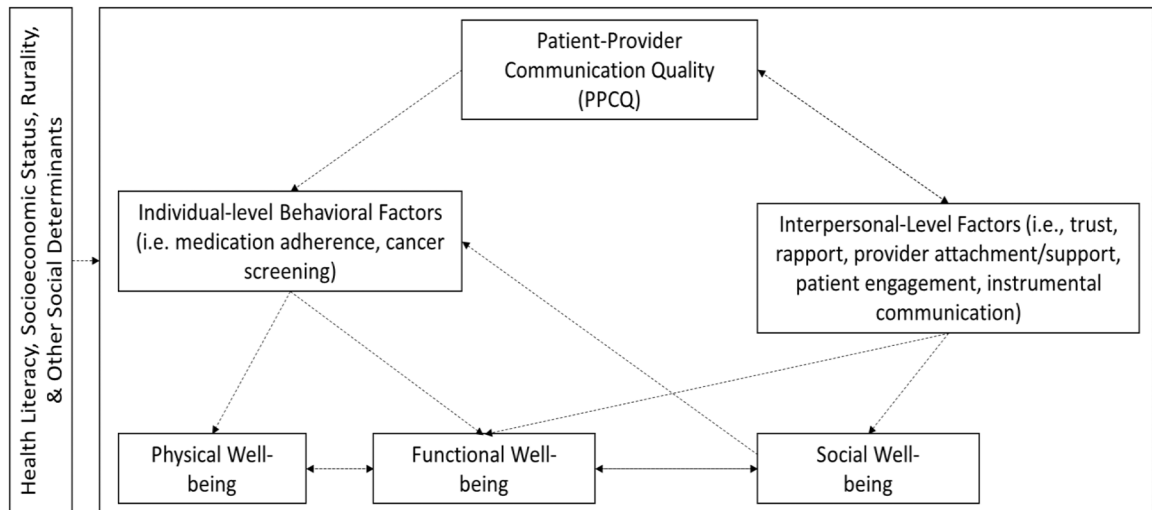 Health Literacy, Socioeconomic Status, Rurality,
& Other Social Determinants
Patient-Provider
Communication Quality
(PPCQ)
Individual-level Behavioral Factors
(i.e. medication adherence, cancer
screening)
Interpersonal-Level Factors (i.e., trust,
rapport, provider attachment/support,
patient engagement, instrumental
communication)
Physical Well-
being
Functional Well-
being
Social Well-
being